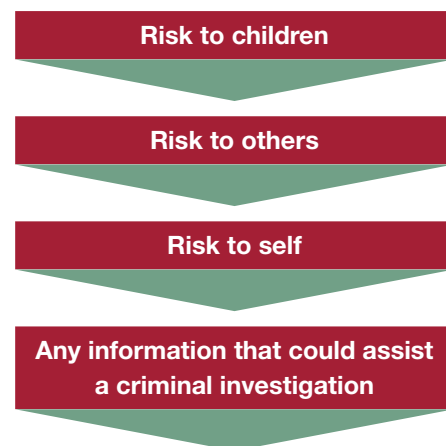 Risk to children
Risk to others
Risk to self
Any information that could assist
a criminal investigation